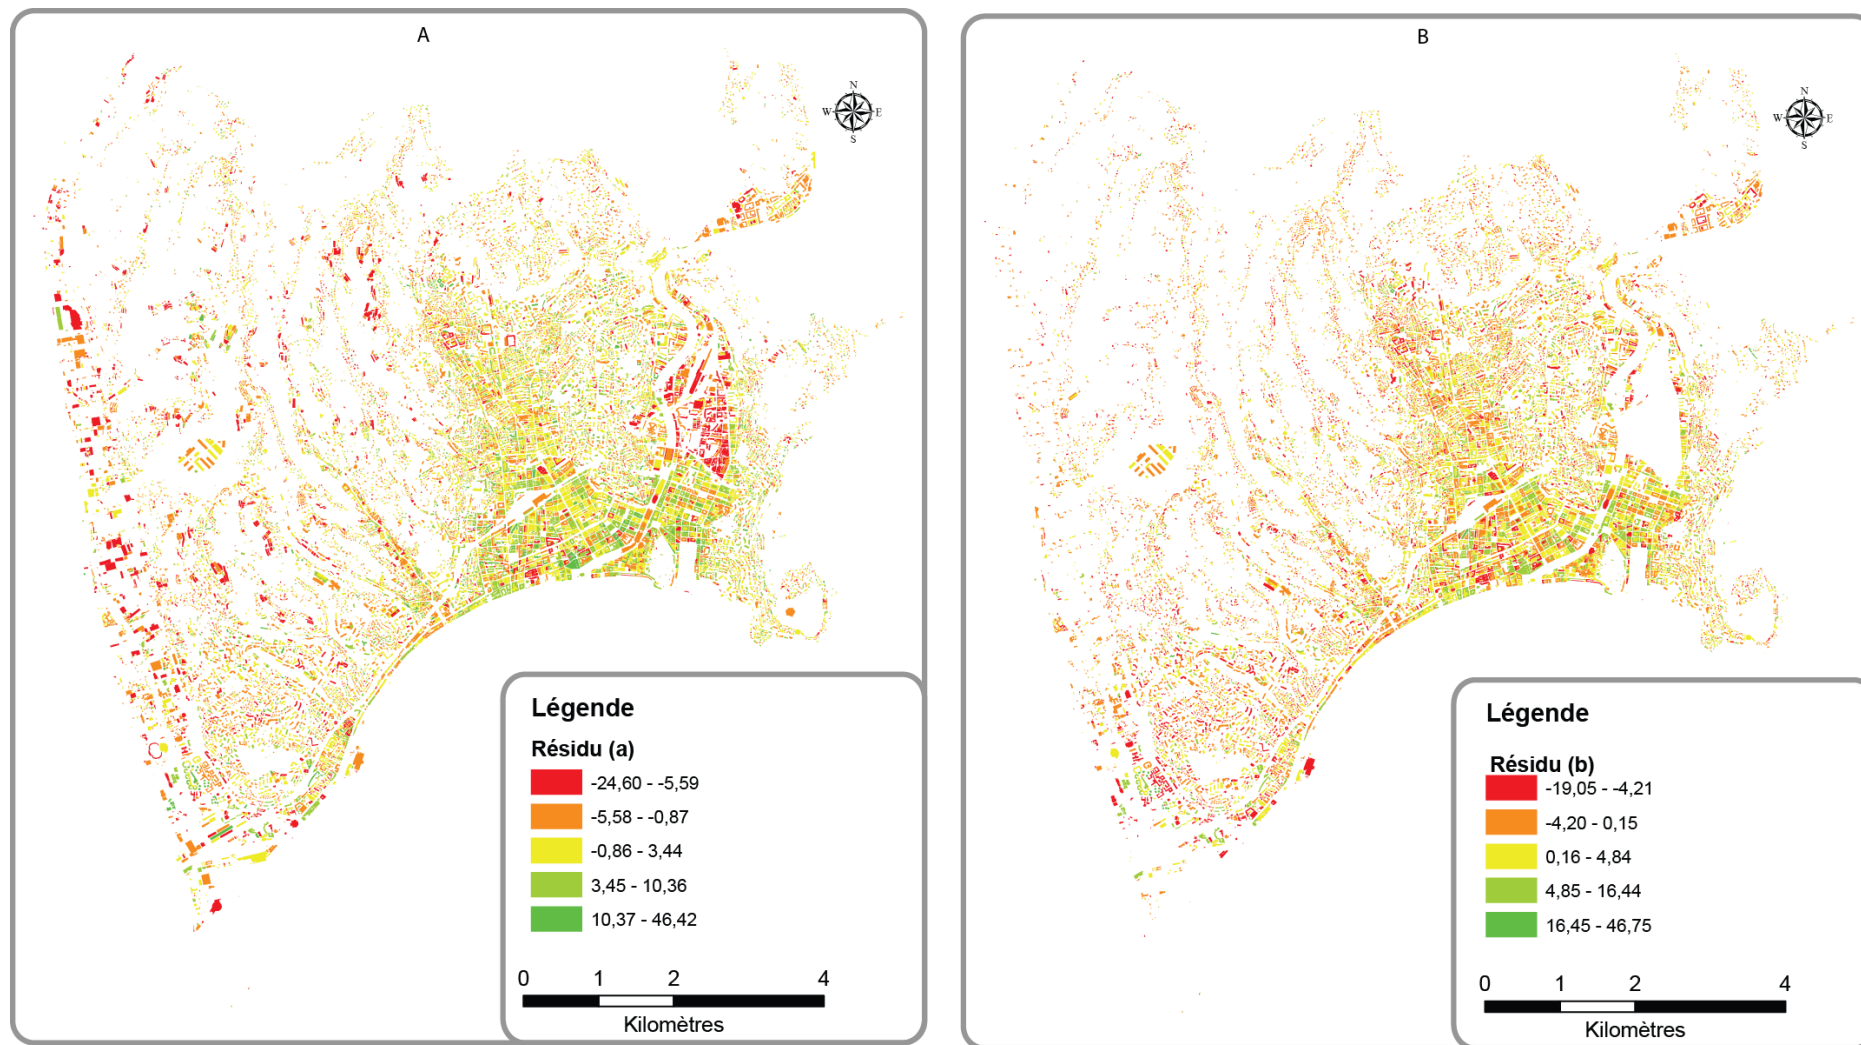 A
N
W E
S
Légende
Résidu (a)
-24,60 - -5,59
-5,58 - -0,87
-0,86 - 3,44
3,45 - 10,36
10,37 - 46,42
0 1 2 4
Kilomètres
B
N
W E
S
Légende
Résidu (b)
-19,05 - -4,21
-4,20 - 0,15
0,16 - 4,84
4,85 - 16,44
16,45 - 46,75
0 1 2 4
Kilomètres